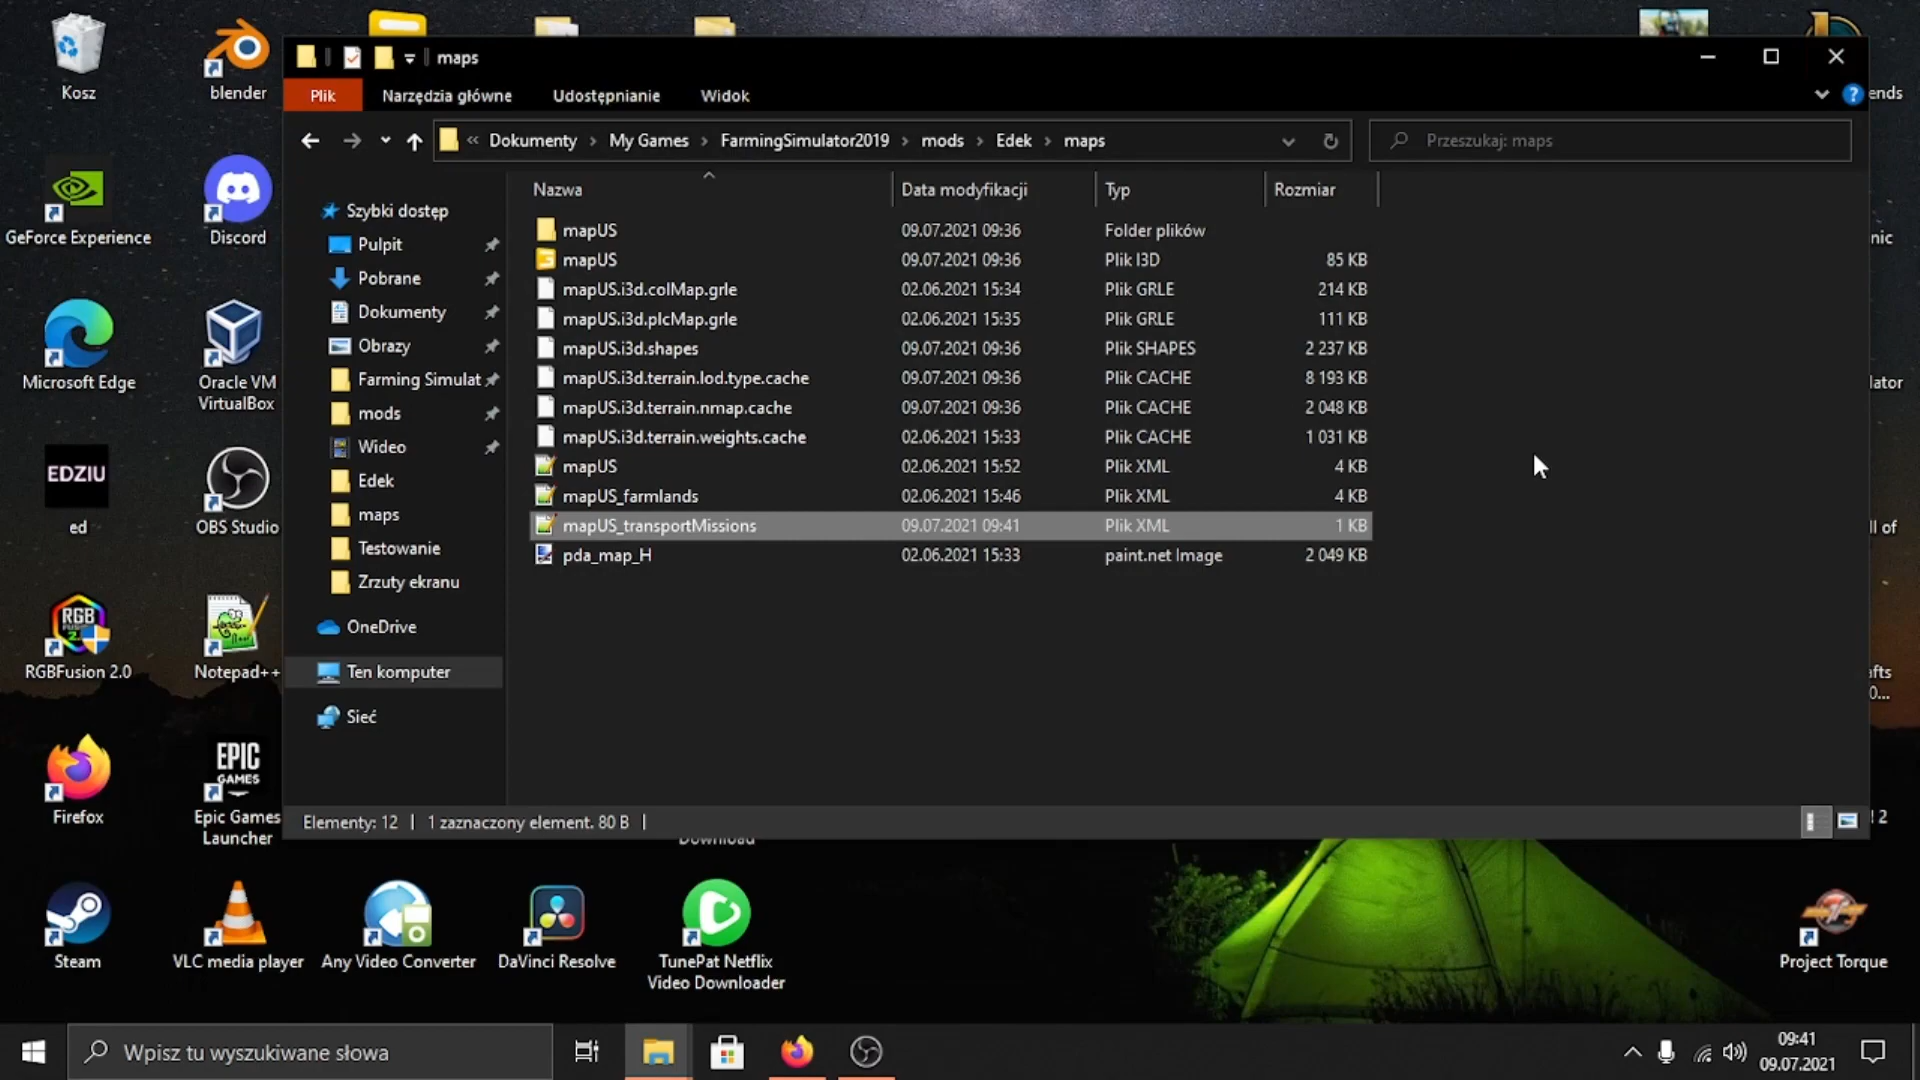 maps
Plik Narzędzia główne Udostępnianie Widok
« Dokumenty My Games FarmingSimulator2019 mods Edek maps
Przeszukaj: maps
Nazwa Data modyfikacji Typ Rozmiar
mapUS 09.07.2021 09:36 Folder plików
mapUS 09.07.2021 09:36 Plik I3D 85 KB
mapUS.i3d.colMap.grle 02.06.2021 15:34 Plik GRLE 214 KB
mapUS.i3d.plcMap.grle 02.06.2021 15:35 Plik GRLE 111 KB
mapUS.i3d.shapes 09.07.2021 09:36 Plik SHAPES 2 237 KB
mapUS.i3d.terrain.lod.type.cache 09.07.2021 09:36 Plik CACHE 8 193 KB
mapUS.i3d.terrain.nmap.cache 09.07.2021 09:36 Plik CACHE 2 048 KB
mapUS.i3d.terrain.weights.cache 02.06.2021 15:33 Plik CACHE 1 031 KB
mapUS 02.06.2021 15:52 Plik XML 4 KB
mapUS_farmlands 02.06.2021 15:46 Plik XML 4 KB
mapUS_transportMissions 09.07.2021 09:41 Plik XML 1 KB
pda_map_H 02.06.2021 15:33 paint.net Image 2 049 KB
Szybki dostęp
Pulpit
Pobrane
Dokumenty
Obrazy
Farming Simulat
mods
Wideo
Edek
maps
Testowanie
Zrzuty ekranu
OneDrive
Ten komputer
Sieć
Elementy: 12 | 1 zaznaczony element. 80 B |
Kosz
blender
GeForce Experience
Discord
Microsoft Edge
Oracle VM
VirtualBox
EDZIU
ed
OBS Studio
RGB
RGBFusion 2.0
Notepad++
Firefox
EPIC
GAMES
Epic Games
Launcher
Download
Steam
VLC media player
Any Video Converter
DaVinci Resolve
TunePat Netflix
Video Downloader
Project Torque
ends
nic
lator
ll of
afts
0...
! 2
Wpisz tu wyszukiwane słowa
09:41
09.07.2021